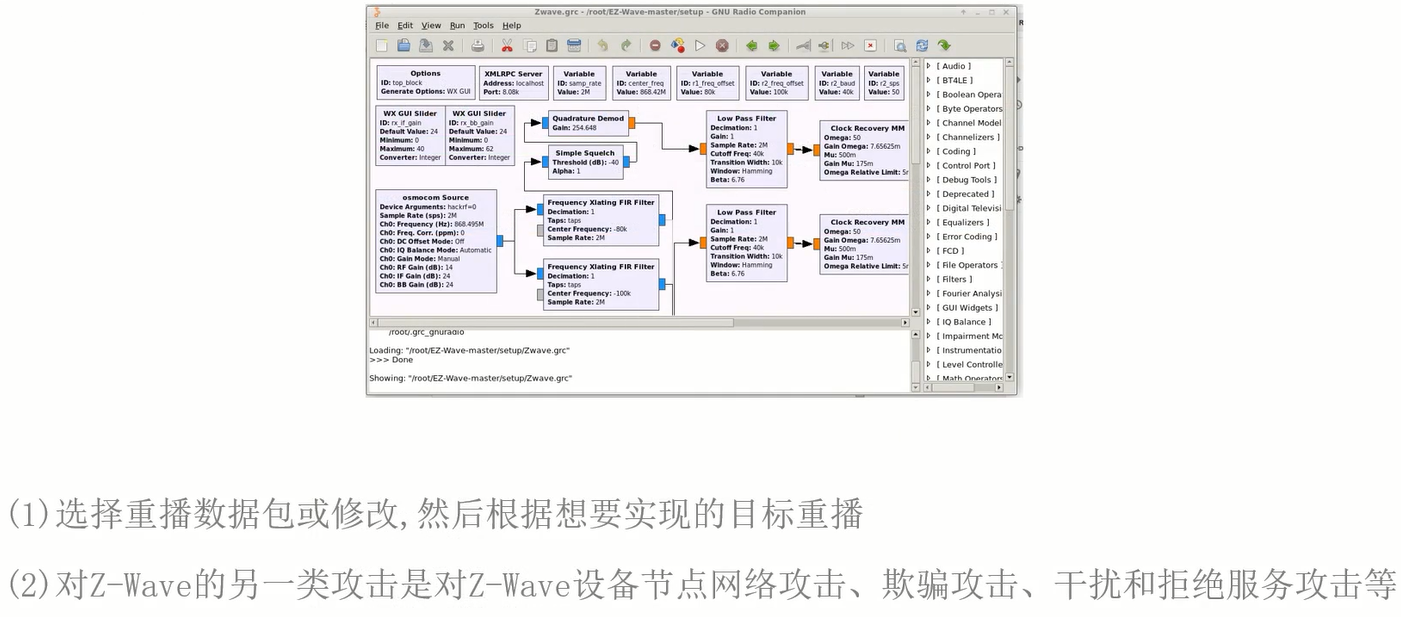 Zwave.grc - /root/EZ-Wave-master/setup - GNU Radio Companion
File Edit View Run Tools Help
Options
ID: top_block
Generate Options: WX GUI
XMLRPC Server
Address: localhost
Port: 8.08k
Variable
ID: samp_rate
Value: 2M
Variable
ID: center_freq
Value: 868.42M
Variable
ID: r1_freq_offset
Value: 80k
Variable
ID: r2_freq_offset
Value: 100k
Variable
ID: r2_baud
Value: 40k
Variable
ID: r2_sps
Value: 50
WX GUI Slider
ID: rx_if_gain
Default Value: 24
Minimum: 0
Maximum: 40
Converter: Integer
WX GUI Slider
ID: rx_bb_gain
Default Value: 24
Minimum: 0
Maximum: 62
Converter: Integer
Quadrature Demod
Gain: 254.648
Simple Squelch
Threshold (dB): -40
Alpha: 1
Low Pass Filter
Decimation: 1
Gain: 1
Sample Rate: 2M
Cutoff Freq: 40k
Transition Width: 10k
Window: Hamming
Beta: 6.76
Clock Recovery MM
Omega: 50
Gain Omega: 7.65625m
Mu: 500m
Gain Mu: 175m
Omega Relative Limit: 5
osmocom Source
Device Arguments: hackrf=0
Sample Rate (sps): 2M
Ch0: Frequency (Hz): 868.495M
Ch0: Freq. Corr. (ppm): 0
Ch0: DC Offset Mode: Off
Ch0: IQ Balance Mode: Automatic
Ch0: Gain Mode: Manual
Ch0: RF Gain (dB): 14
Ch0: IF Gain (dB): 24
Ch0: BB Gain (dB): 24
Frequency Xlating FIR Filter
Decimation: 1
Taps: taps
Center Frequency: -80k
Sample Rate: 2M
Frequency Xlating FIR Filter
Decimation: 1
Taps: taps
Center Frequency: -100k
Sample Rate: 2M
Low Pass Filter
Decimation: 1
Gain: 1
Sample Rate: 2M
Cutoff Freq: 40k
Transition Width: 10k
Window: Hamming
Beta: 6.76
Clock Recovery MM
Omega: 50
Gain Omega: 7.65625m
Mu: 500m
Gain Mu: 175m
Omega Relative Limit: 5
[ Audio ]
[ BT4LE ]
[ Boolean Opera
[ Byte Operators
[ Channel Model
[ Channelizers ]
[ Coding ]
[ Control Port ]
[ Debug Tools ]
[ Deprecated ]
[ Digital Televisi
[ Equalizers ]
[ Error Coding ]
[ FCD ]
[ File Operators ]
[ Filters ]
[ Fourier Analysi
[ GUI Widgets ]
[ IQ Balance ]
[ Impairment Mo
[ Instrumentatio
[ Level Controlle
[ Math Operators
/root/.grc_gnuradio
Loading: "/root/EZ-Wave-master/setup/Zwave.grc"
>>> Done
Showing: "/root/EZ-Wave-master/setup/Zwave.grc"
(1)选择重播数据包或修改,然后根据想要实现的目标重播
(2)对Z-Wave的另一类攻击是对Z-Wave设备节点网络攻击、欺骗攻击、干扰和拒绝服务攻击等